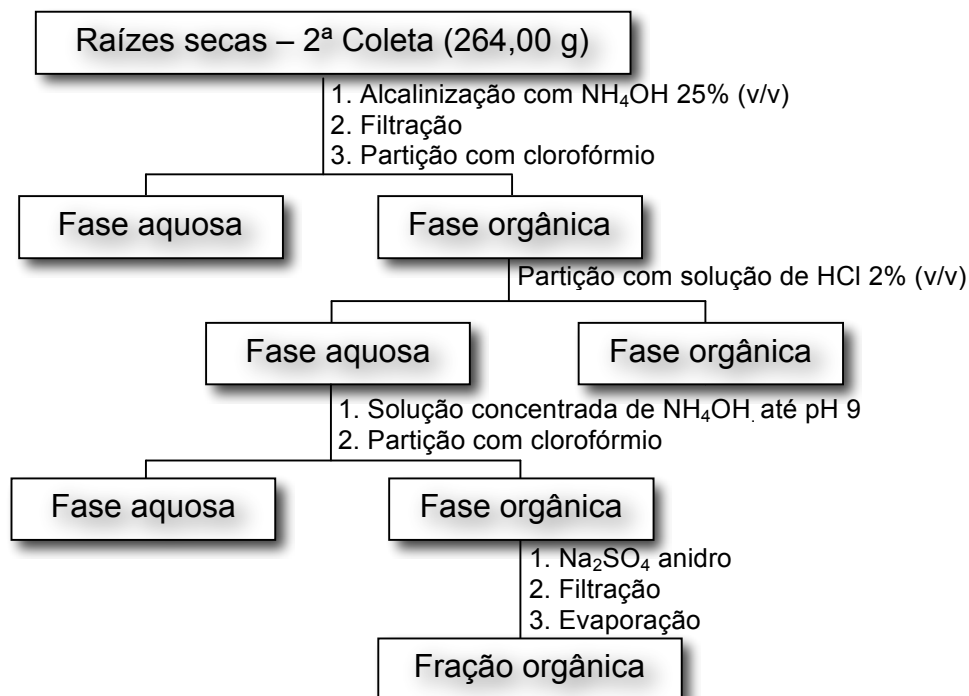 Raízes secas – 2ª Coleta (264,00 g)
1. Alcalinização com NH₄OH 25% (v/v)
2. Filtração
3. Partição com clorofórmio
Fase aquosa
Fase orgânica
Partição com solução de HCl 2% (v/v)
Fase aquosa
Fase orgânica
1. Solução concentrada de NH₄OH. até pH 9
2. Partição com clorofórmio
Fase aquosa
Fase orgânica
1. Na₂SO₄ anidro
2. Filtração
3. Evaporação
Fração orgânica